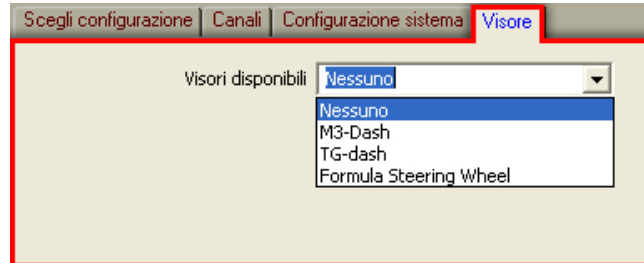 Scegli configurazione Canali Configurazione sistema Visore
Visori disponibili Nessuno
Nessuno
M3-Dash
TG-dash
Formula Steering Wheel